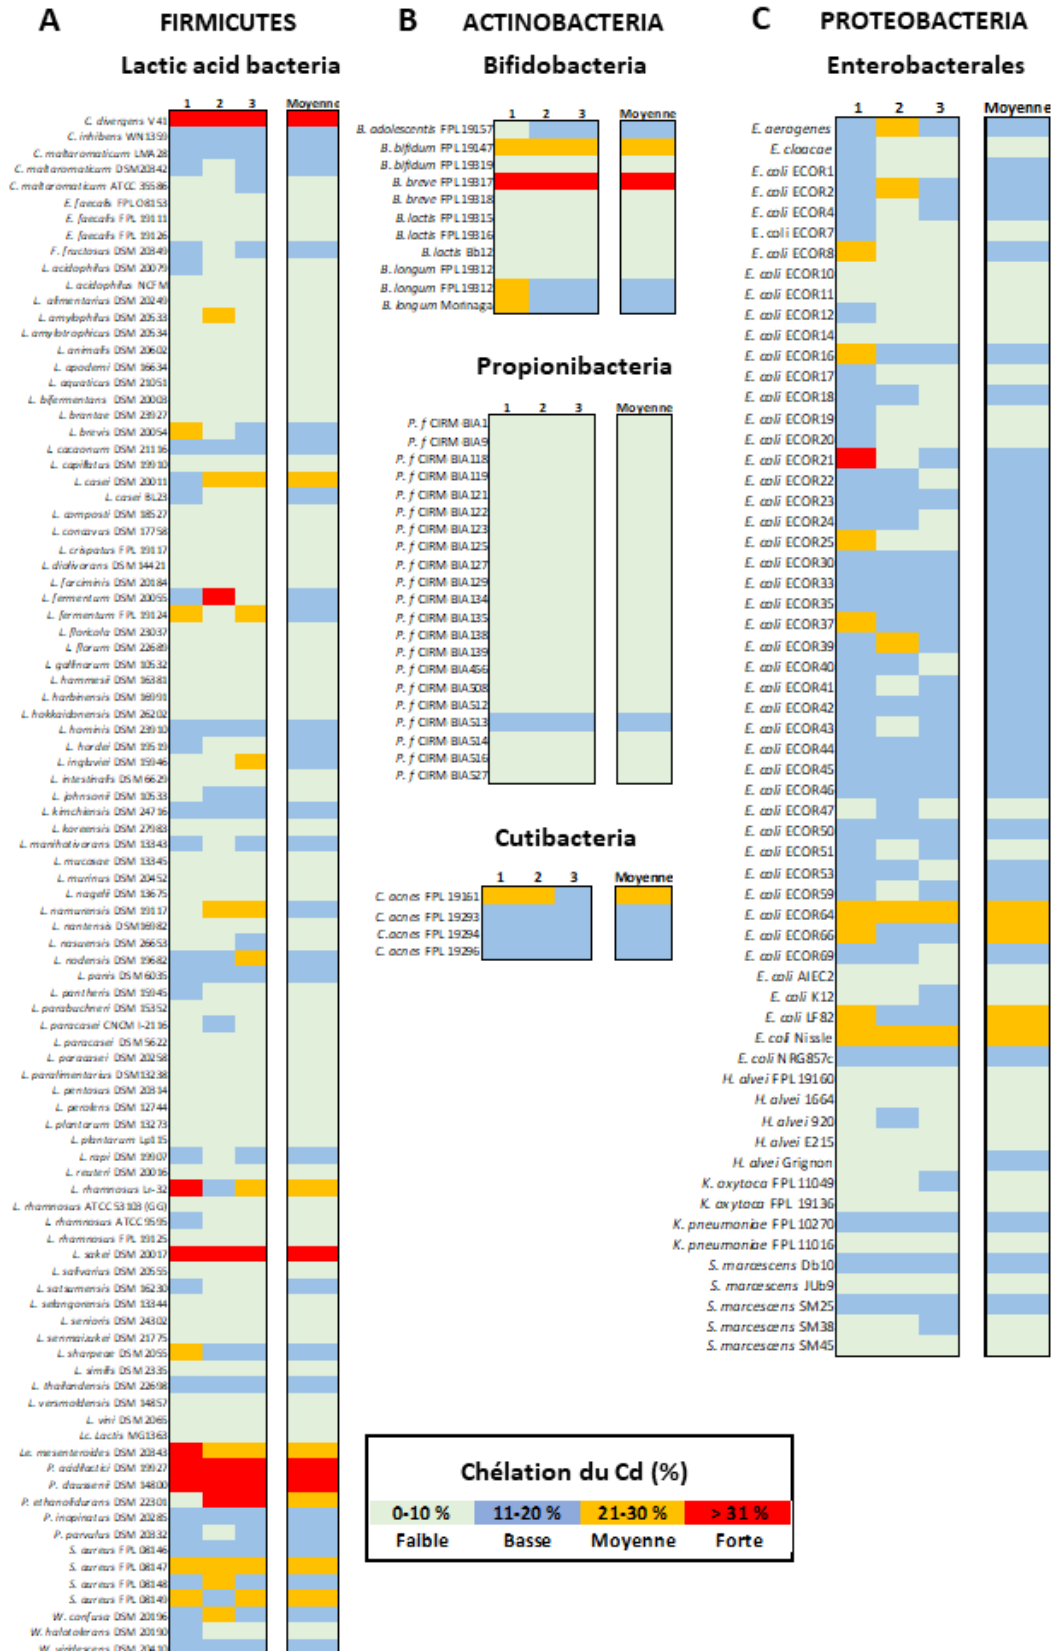 A
FIRMICUTES
Lactic acid bacteria
1 2 3 Moyenne
C. divergens V41
C. inhibens WN1359
C. maltaromaticum LMA28
C. maltaromaticum DSM20342
C. maltaromaticum ATCC 35586
E. faecalis FPL08153
E. faecalis FPL 19111
E. faecalis FPL 19126
F. fructosus DSM 20349
L. acidophilus DSM 20079
L. acidophilus NCFM
L. alimentarius DSM 20249
L. amylophilus DSM 20533
L. amylotrophicus DSM 20534
L. animalis DSM 20602
L. apodemi DSM 16634
L. aquaticus DSM 21051
L. bifermentans DSM 20003
L. brantae DSM 23927
L. brevis DSM 20054
L. cacaonum DSM 21116
L. capillatus DSM 19910
L. casei DSM 20011
L. casei BL23
L. composti DSM 18527
L. concavus DSM 17758
L. crispatus FPL 19117
L. diolivorans DSM 14421
L. farciminis DSM 20184
L. fermentum DSM 20055
L. fermentum FPL 19124
L. floricola DSM 23037
L. florum DSM 22689
L. gallinarum DSM 10532
L. hammesii DSM 16381
L. harbinensis DSM 16991
L. hokkaidonensis DSM 26202
L. hominis DSM 23910
L. hordei DSM 19519
L. ingluviei DSM 15946
L. intestinalis DSM 6629
L. johnsonii DSM 10533
L. kimchiensis DSM 24716
L. koreensis DSM 27983
L. manihotivorans DSM 13343
L. mucosae DSM 13345
L. murinus DSM 20452
L. nagelii DSM 13675
L. namurensis DSM 19117
L. nantensis DSM16982
L. nasuensis DSM 26653
L. nodensis DSM 19682
L. panis DSM 6035
L. pantheris DSM 15945
L. parabuchneri DSM 15352
L. paracasei CNCM I-2116
L. paracasei DSM 5622
L. paracasei DSM 20258
L. paralimentarius DSM13238
L. pentosus DSM 20314
L. perolens DSM 12744
L. plantarum DSM 13273
L. plantarum Lp115
L. rapi DSM 19907
L. reuteri DSM 20016
L. rhamnosus Lr-32
L. rhamnosus ATCC 53103 (GG)
L. rhamnosus ATCC 9595
L. rhamnosus FPL 19125
L. sakei DSM 20017
L. salivarius DSM 20555
L. satsumensis DSM 16230
L. selangorensis DSM 13344
L. senioris DSM 24302
L. senmaizukei DSM 21775
L. sharpeae DSM 2055
L. similis DSM 2335
L. thailandensis DSM 22698
L. versmoldensis DSM 14857
L. vini DSM 2065
Lc. Lactis MG1363
Le. mesenteroides DSM 20343
P. acidilactici DSM 19927
P. claussenii DSM 14800
P. ethanolidurans DSM 22301
P. inopinatus DSM 20285
P. parvulus DSM 20332
S. aureus FPL 08146
S. aureus FPL 08147
S. aureus FPL 08148
S. aureus FPL 08149
W. confusa DSM 20196
W. halotolerans DSM 20190
W. viridescens DSM 20410
B
ACTINOBACTERIA
Bifidobacteria
1 2 3 Moyenne
B. adolescentis FPL19157
B. bifidum FPL19147
B. bifidum FPL19319
B. breve FPL19317
B. breve FPL19318
B. lactis FPL19315
B. lactis FPL19316
B. lactis Bb12
B. longum FPL19312
B. longum FPL19312
B. longum Morinaga
Propionibacteria
1 2 3 Moyenne
P. f CIRM BIA1
P. f CIRM BIA9
P. f CIRM BIA118
P. f CIRM BIA119
P. f CIRM BIA121
P. f CIRM BIA122
P. f CIRM BIA123
P. f CIRM BIA125
P. f CIRM BIA127
P. f CIRM BIA129
P. f CIRM BIA134
P. f CIRM BIA135
P. f CIRM BIA138
P. f CIRM BIA139
P. f CIRM BIA456
P. f CIRM BIA508
P. f CIRM BIA512
P. f CIRM BIA513
P. f CIRM BIA514
P. f CIRM BIA516
P. f CIRM BIA527
Cutibacteria
1 2 3 Moyenne
C. acnes FPL 19161
C. acnes FPL 19293
C. acnes FPL 19294
C. acnes FPL 19296
C
PROTEOBACTERIA
Enterobacterales
1 2 3 Moyenne
E. aerogenes
E. cloacae
E. coli ECOR1
E. coli ECOR2
E. coli ECOR4
E. coli ECOR7
E. coli ECOR8
E. coli ECOR10
E. coli ECOR11
E. coli ECOR12
E. coli ECOR14
E. coli ECOR16
E. coli ECOR17
E. coli ECOR18
E. coli ECOR19
E. coli ECOR20
E. coli ECOR21
E. coli ECOR22
E. coli ECOR23
E. coli ECOR24
E. coli ECOR25
E. coli ECOR30
E. coli ECOR33
E. coli ECOR35
E. coli ECOR37
E. coli ECOR39
E. coli ECOR40
E. coli ECOR41
E. coli ECOR42
E. coli ECOR43
E. coli ECOR44
E. coli ECOR45
E. coli ECOR46
E. coli ECOR47
E. coli ECOR50
E. coli ECOR51
E. coli ECOR53
E. coli ECOR59
E. coli ECOR64
E. coli ECOR66
E. coli ECOR69
E. coli AIEC2
E. coli K12
E. coli LF82
E. coli Nissle
E. coli NRG857c
H. alvei FPL 19160
H. alvei 1664
H. alvei 920
H. alvei E215
H. alvei Grignon
K. oxytoca FPL11049
K. oxytoca FPL 19136
K. pneumoniae FPL10270
K. pneumoniae FPL11016
S. marcescens Db10
S. marcescens JUb9
S. marcescens SM25
S. marcescens SM38
S. marcescens SM45
Chélation du Cd (%)
0-10 % 11-20 % 21-30 % > 31 %
Faible Basse Moyenne Forte